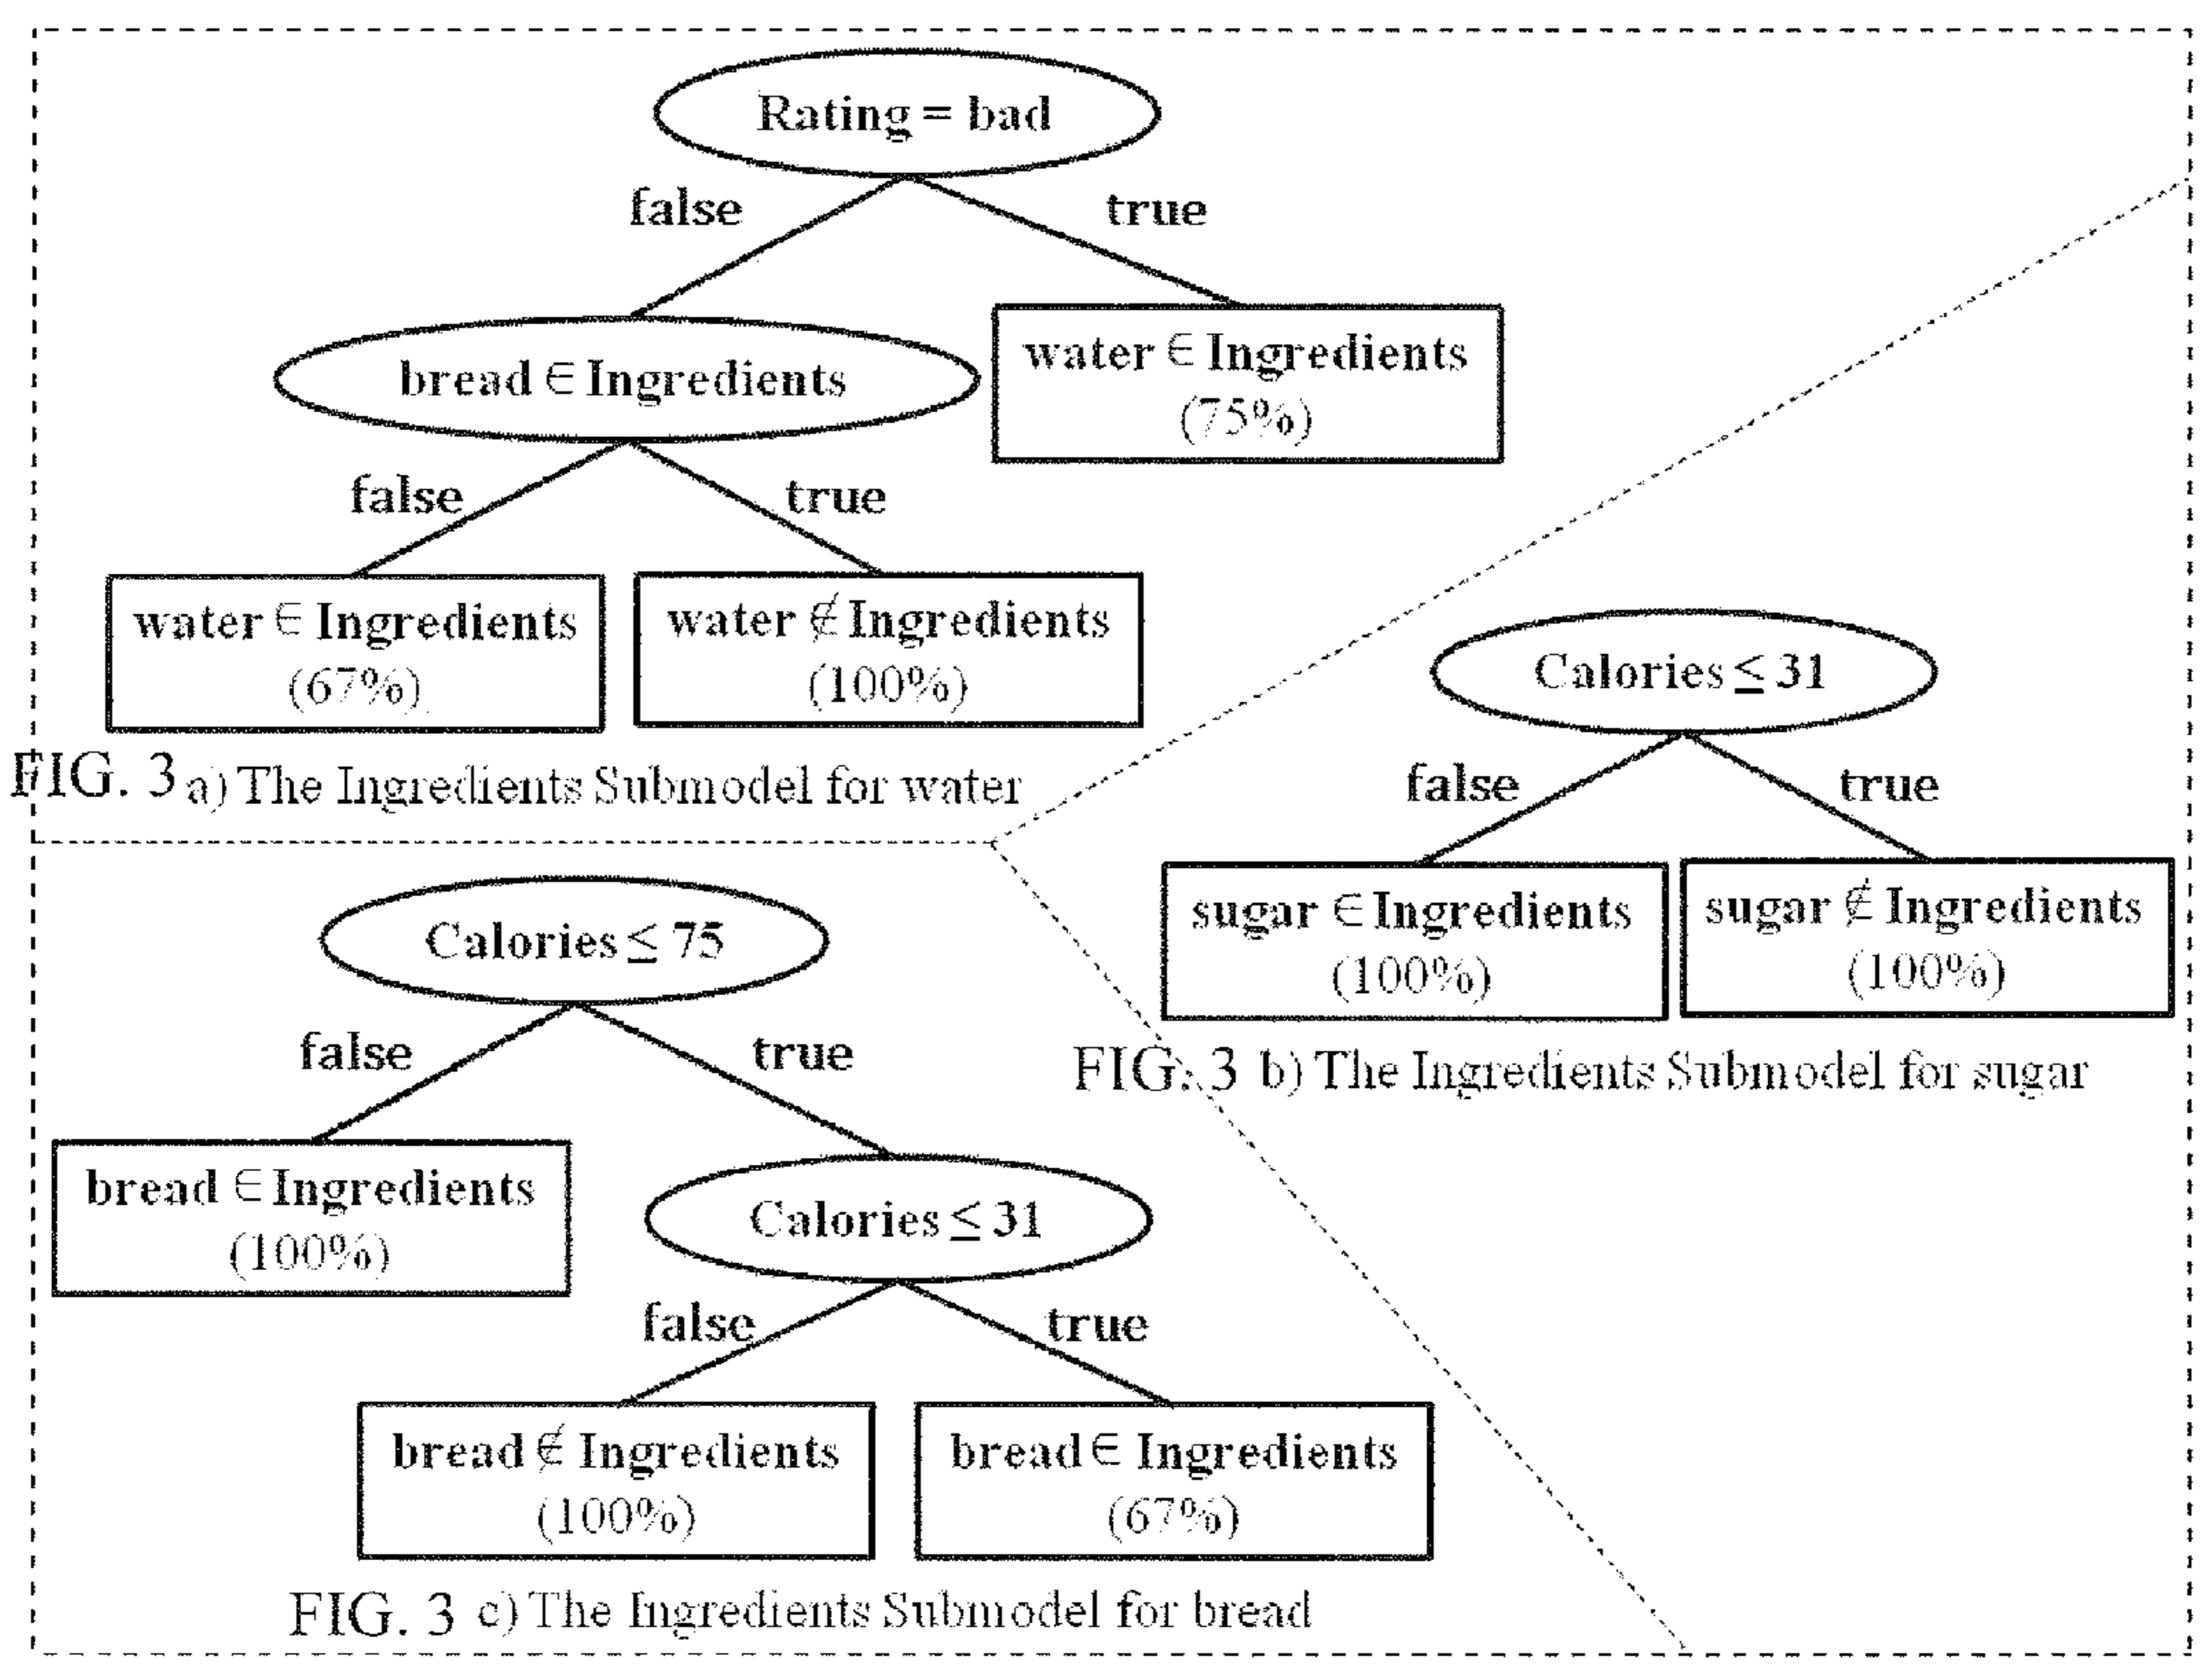 Rating = bad
false
true
bread ∈ Ingredients
water ∈ Ingredients
(75%)
false
true
water ∈ Ingredients
(67%)
water ∉ Ingredients
(100%)
FIG. 3 a) The Ingredients Submodel for water
Calories ≤ 31
false
true
sugar ∈ Ingredients
(100%)
sugar ∉ Ingredients
(100%)
FIG. 3 b) The Ingredients Submodel for sugar
Calories ≤ 75
false
true
bread ∈ Ingredients
(100%)
Calories ≤ 31
false
true
bread ∉ Ingredients
(100%)
bread ∈ Ingredients
(67%)
FIG. 3 c) The Ingredients Submodel for bread